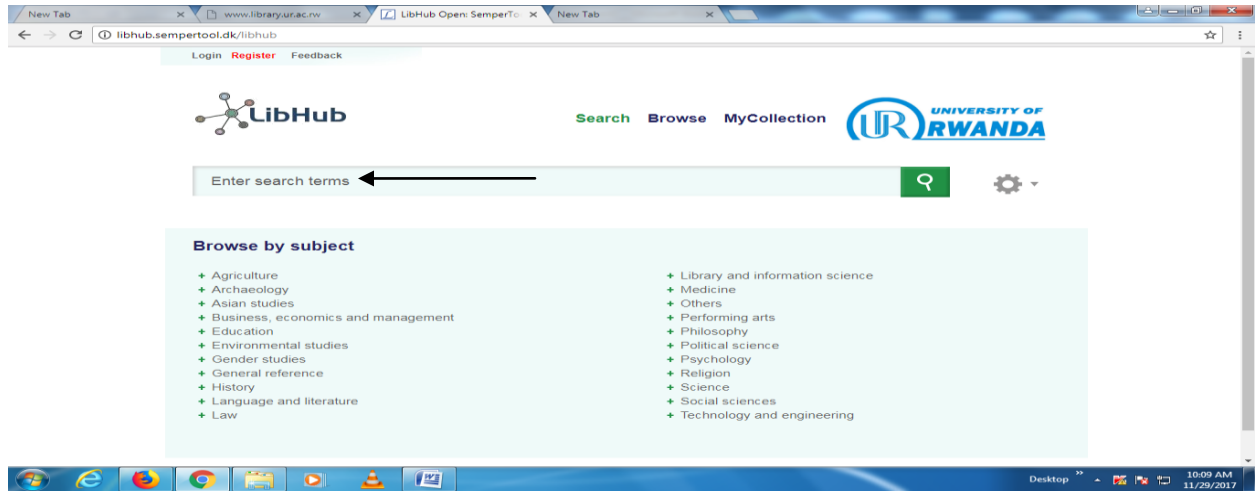 New Tab
www.library.ur.ac.rw
LibHub Open: SemperTo
New Tab
libhub.sempertool.dk/libhub
Login Register Feedback
LibHub
Search Browse MyCollection
UR UNIVERSITY OF
RWANDA
Enter search terms
Browse by subject
+ Agriculture
+ Archaeology
+ Asian studies
+ Business, economics and management
+ Education
+ Environmental studies
+ Gender studies
+ General reference
+ History
+ Language and literature
+ Law
+ Library and information science
+ Medicine
+ Others
+ Performing arts
+ Philosophy
+ Political science
+ Psychology
+ Religion
+ Science
+ Social sciences
+ Technology and engineering
Desktop
10:09 AM
11/29/2017